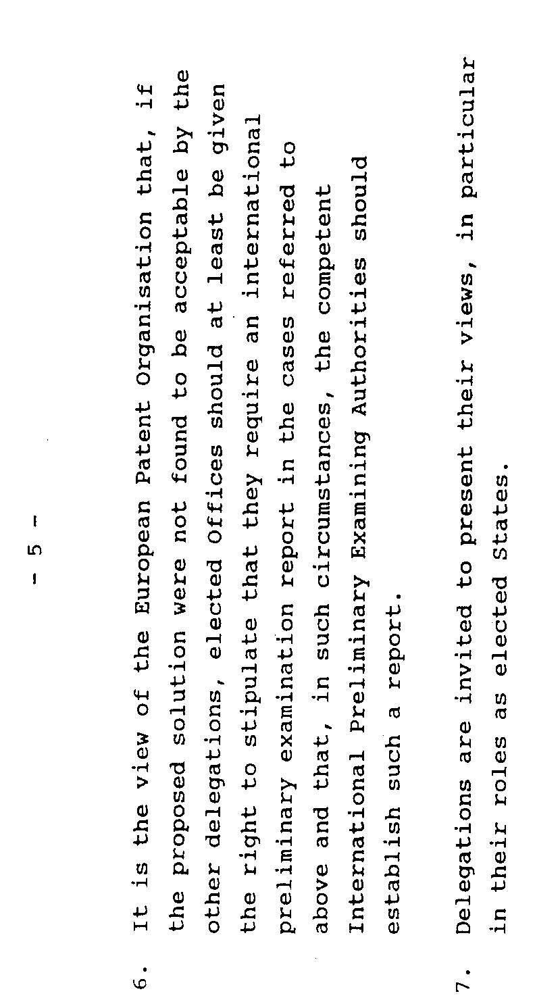 - 5 -
6. It is the view of the European Patent Organisation that, if
the proposed solution were not found to be acceptable by the
other delegations, elected Offices should at least be given
the right to stipulate that they require an international
preliminary examination report in the cases referred to
above and that, in such circumstances, the competent
International Preliminary Examining Authorities should
establish such a report.
7. Delegations are invited to present their views, in particular
in their roles as elected States.